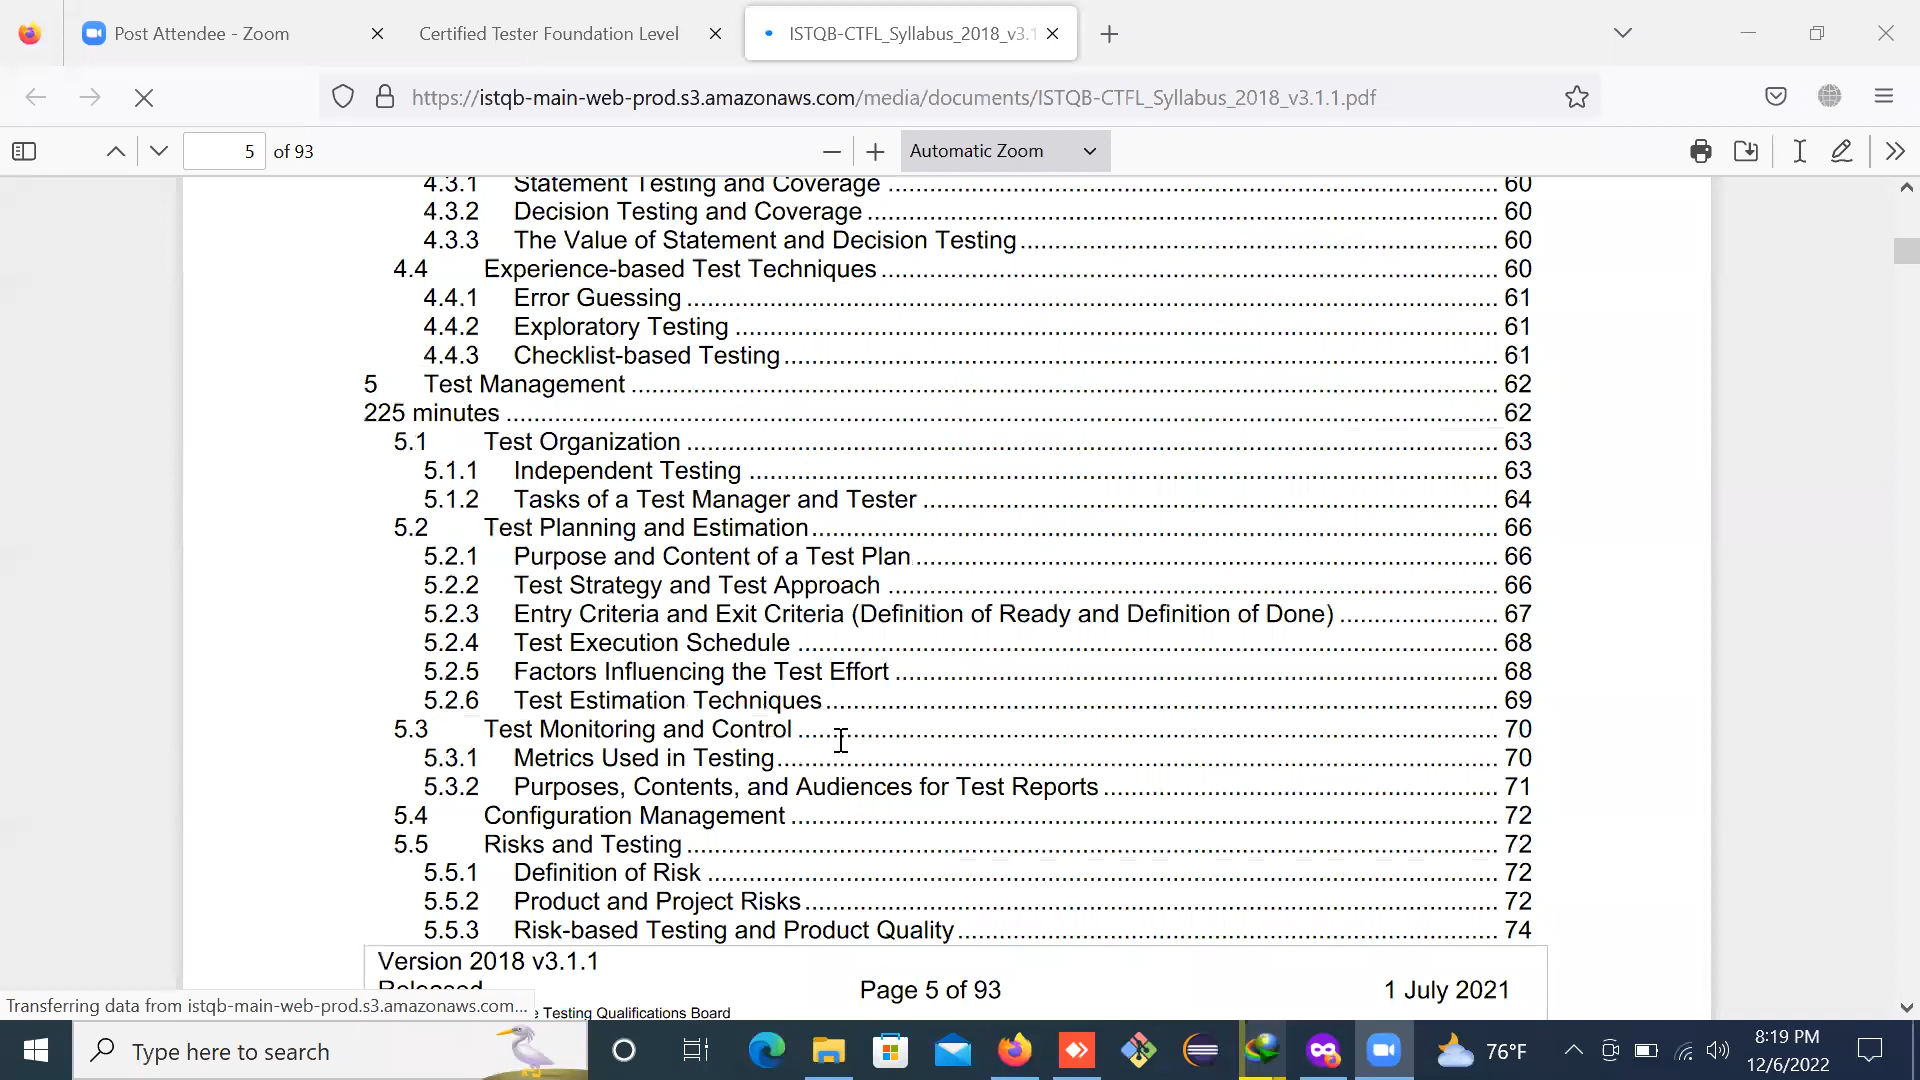 Post Attendee - Zoom
Certified Tester Foundation Level
ISTQB-CTFL_Syllabus_2018_v3.1
https://istqb-main-web-prod.s3.amazonaws.com/media/documents/ISTQB-CTFL_Syllabus_2018_v3.1.1.pdf
5 of 93
Automatic Zoom
4.3.1 Statement Testing and Coverage 60
4.3.2 Decision Testing and Coverage 60
4.3.3 The Value of Statement and Decision Testing 60
4.4 Experience-based Test Techniques 60
4.4.1 Error Guessing 61
4.4.2 Exploratory Testing 61
4.4.3 Checklist-based Testing 61
5 Test Management 62
225 minutes 62
5.1 Test Organization 63
5.1.1 Independent Testing 63
5.1.2 Tasks of a Test Manager and Tester 64
5.2 Test Planning and Estimation 66
5.2.1 Purpose and Content of a Test Plan 66
5.2.2 Test Strategy and Test Approach 66
5.2.3 Entry Criteria and Exit Criteria (Definition of Ready and Definition of Done) 67
5.2.4 Test Execution Schedule 68
5.2.5 Factors Influencing the Test Effort 68
5.2.6 Test Estimation Techniques 69
5.3 Test Monitoring and Control 70
5.3.1 Metrics Used in Testing 70
5.3.2 Purposes, Contents, and Audiences for Test Reports 71
5.4 Configuration Management 72
5.5 Risks and Testing 72
5.5.1 Definition of Risk 72
5.5.2 Product and Project Risks 72
5.5.3 Risk-based Testing and Product Quality 74
Version 2018 v3.1.1
Released Page 5 of 93 1 July 2021
Transferring data from istqb-main-web-prod.s3.amazonaws.com...
Testing Qualifications Board
Type here to search
76°F
8:19 PM
12/6/2022